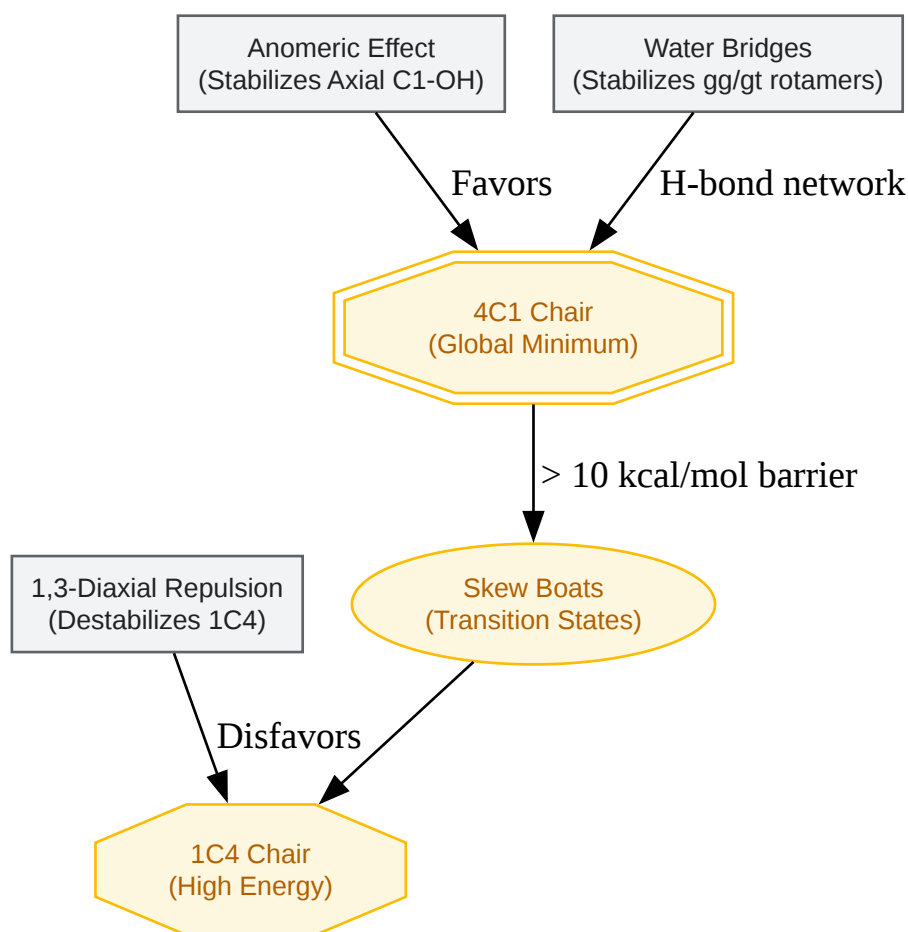 Anomeric Effect
(Stabilizes Axial C1-OH)
Water Bridges
(Stabilizes gg/gt rotamers)
Favors
H-bond network
4C1 Chair
(Global Minimum)
> 10 kcal/mol barrier
1,3-Diaxial Repulsion
(Destabilizes 1C4)
Skew Boats
(Transition States)
Disfavors
1C4 Chair
(High Energy)